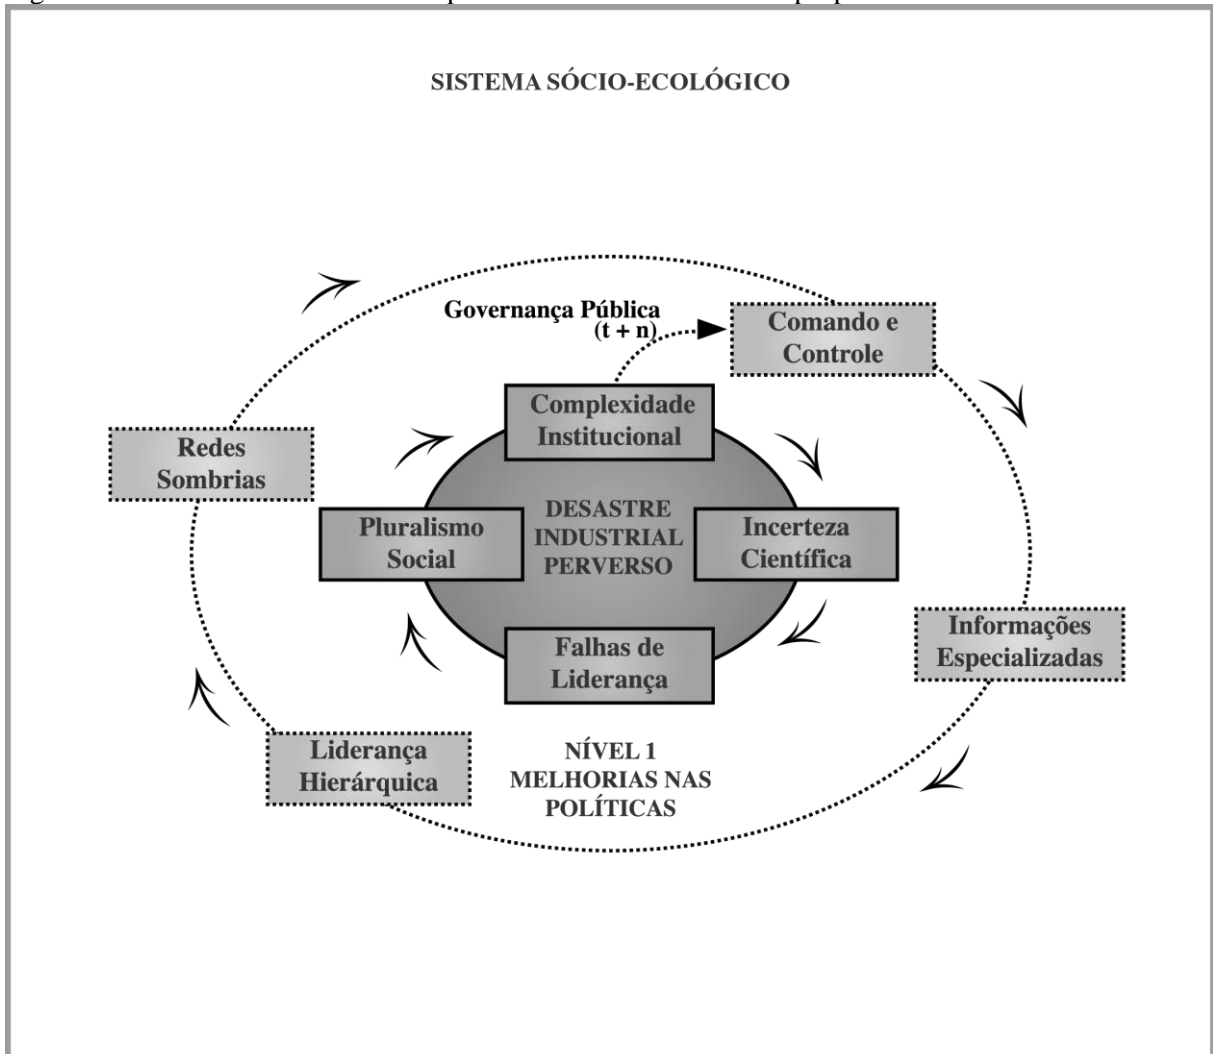 SISTEMA SÓCIO-ECOLÓGICO
Governança Pública
(t + n)
Comando e
Controle
Complexidade
Institucional
Redes
Sombrias
DESASTRE
INDUSTRIAL
PERVERSO
Pluralismo
Social
Incerteza
Científica
Informações
Especializadas
Falhas de
Liderança
Liderança
Hierárquica
NÍVEL 1
MELHORIAS NAS
POLÍTICAS